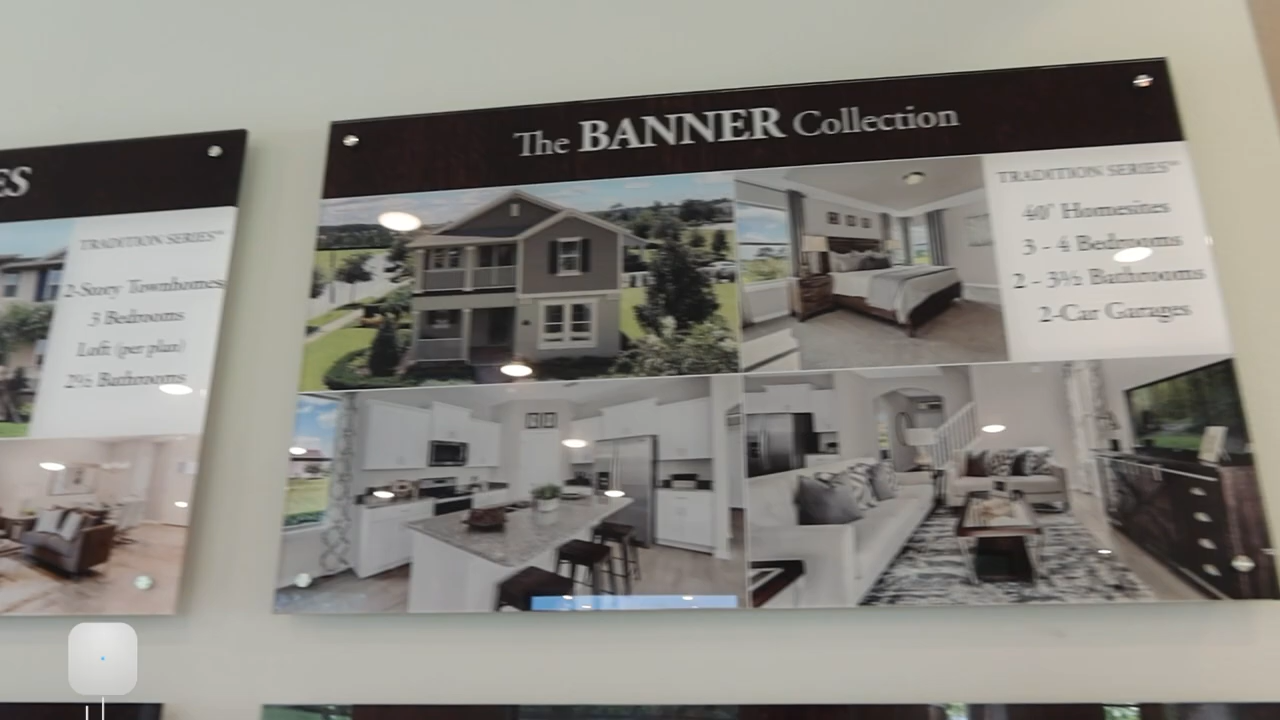 ES
TRADITION SERIES™
2-Story Townhomes
3 Bedrooms
Loft (per plan)
2½ Bathrooms
The BANNER Collection
TRADITION SERIES™
40' Homesites
3 - 4 Bedrooms
2 - 3½ Bathrooms
2-Car Garages